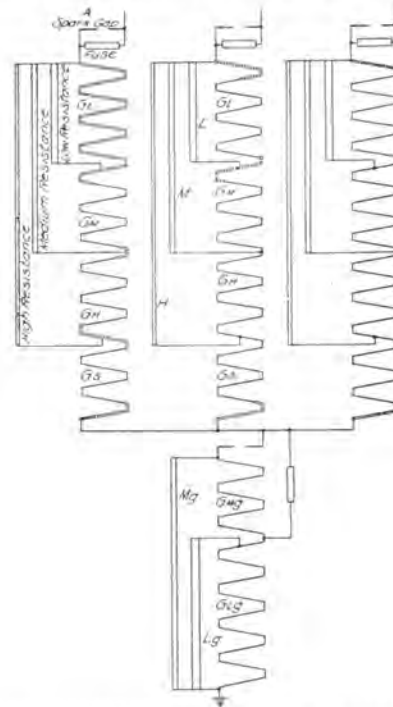 A
Spark Gap
Fuse
High Resistance
Medium Resistance
Low Resistance
GL
GM
GH
GS
GL
L
GM
M
H
GH
GS
Mg
GMg
GLg
Lg